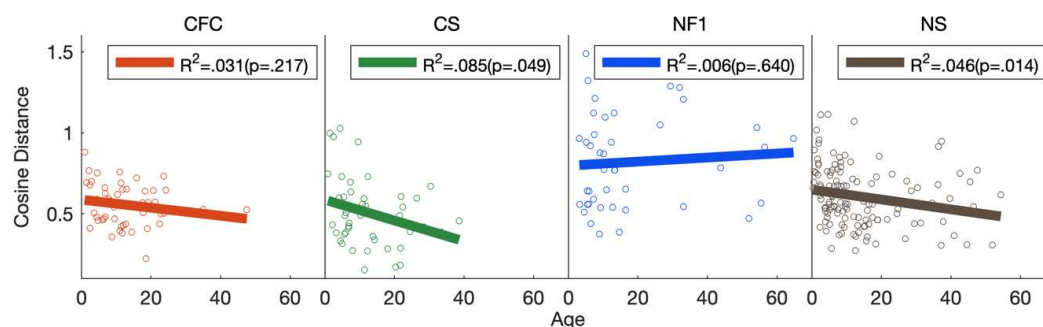 CFC CS NF1 NS
R²=.031(p=.217) R²=.085(p=.049) R²=.006(p=.640) R²=.046(p=.014)
1.5
1
0.5
Cosine Distance
0 20 40 60 0 20 40 60 0 20 40 60 0 20 40 60
Age